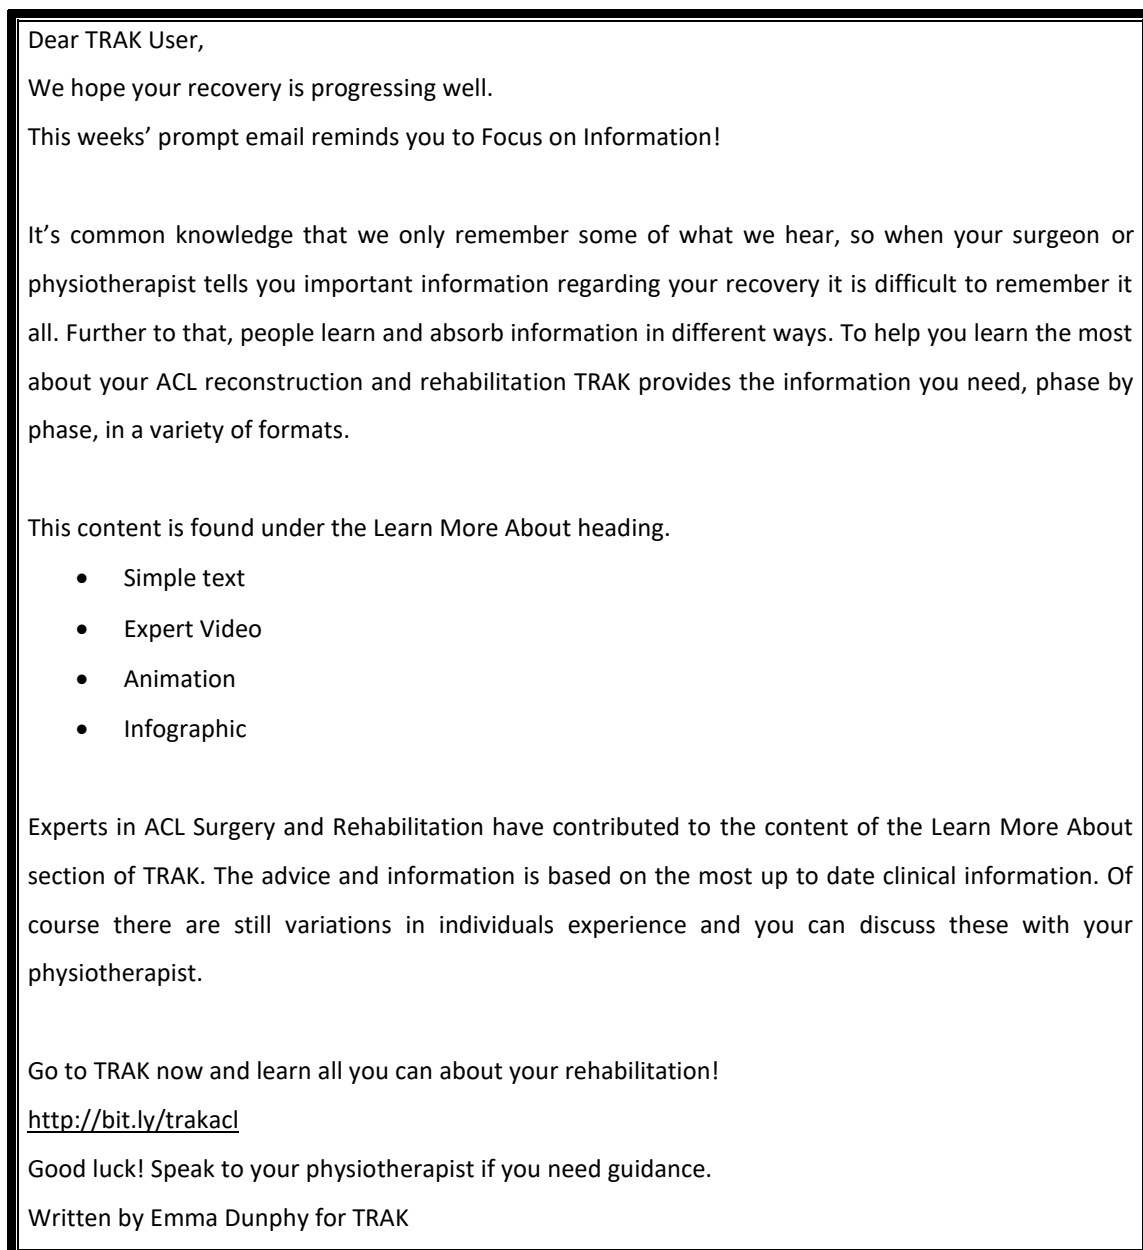 Dear TRAK User,
We hope your recovery is progressing well.
This weeks’ prompt email reminds you to Focus on Information!
It’s common knowledge that we only remember some of what we hear, so when your surgeon or
physiotherapist tells you important information regarding your recovery it is difficult to remember it
all. Further to that, people learn and absorb information in different ways. To help you learn the most
about your ACL reconstruction and rehabilitation TRAK provides the information you need, phase by
phase, in a variety of formats.
This content is found under the Learn More About heading.
• Simple text
• Expert Video
• Animation
• Infographic
Experts in ACL Surgery and Rehabilitation have contributed to the content of the Learn More About
section of TRAK. The advice and information is based on the most up to date clinical information. Of
course there are still variations in individuals experience and you can discuss these with your
physiotherapist.
Go to TRAK now and learn all you can about your rehabilitation!
http://bit.ly/trakacl
Good luck! Speak to your physiotherapist if you need guidance.
Written by Emma Dunphy for TRAK